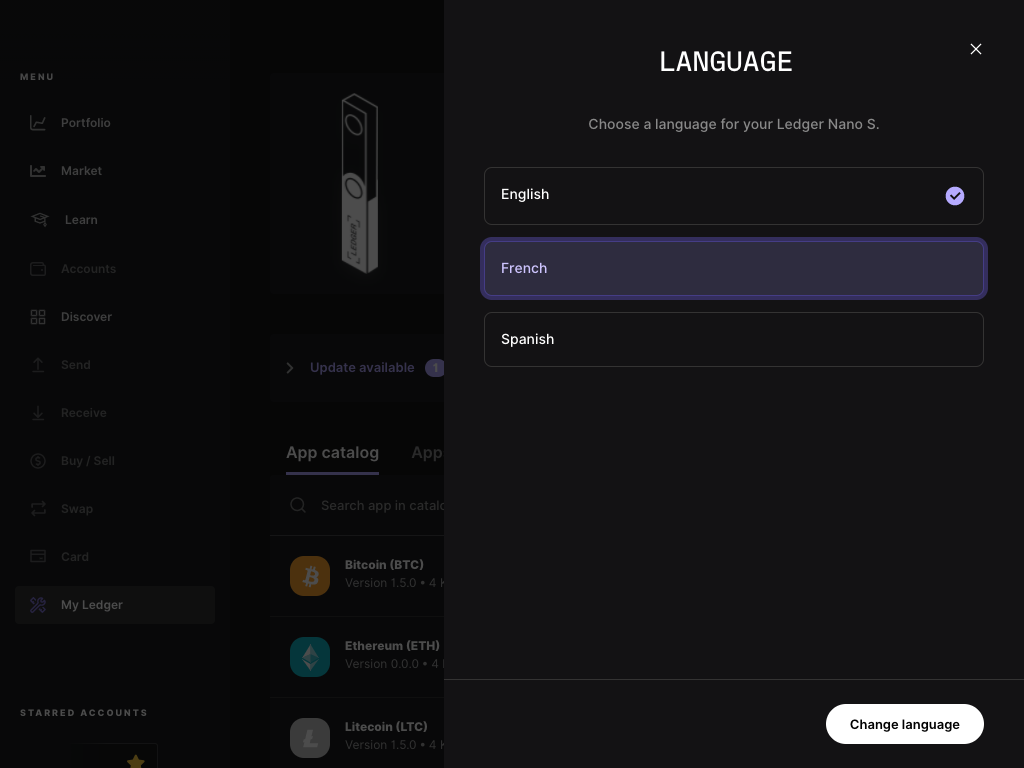 MENU
Portfolio
Market
Learn
Accounts
Discover
Send
Receive
Buy / Sell
Swap
Card
My Ledger
STARRED ACCOUNTS
LEDGER
Update available 1
App catalog App
Search app in catalo
Bitcoin (BTC)
Version 1.5.0 • 4 K
Ethereum (ETH)
Version 0.0.0 • 4
Litecoin (LTC)
Version 1.5.0 • 4 K
LANGUAGE
Choose a language for your Ledger Nano S.
English
French
Spanish
Change language